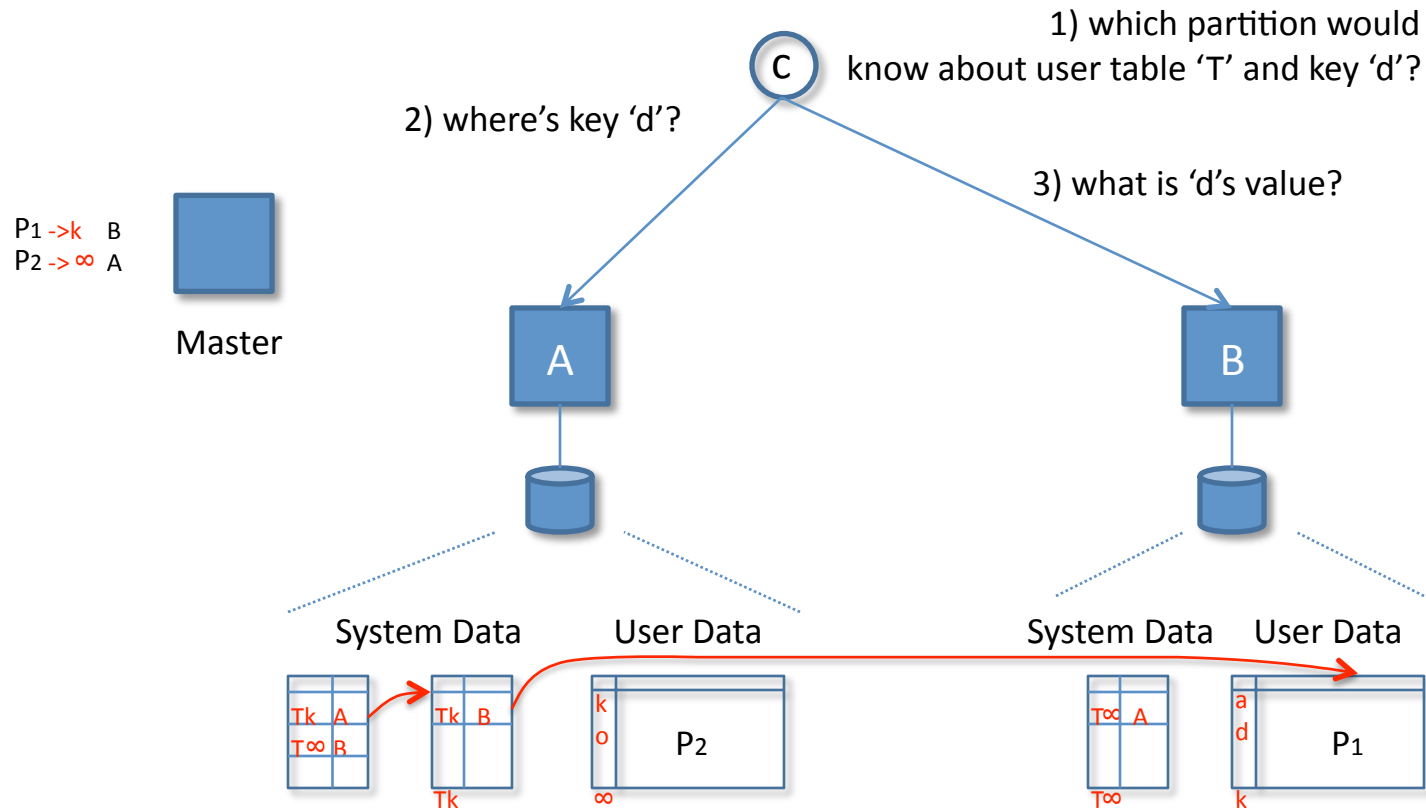 1) which partition would
know about user table ‘T’ and key ‘d’?
C
2) where’s key ‘d’?
3) what is ‘d’s value?
P1 ->k B
P2 ->∞ A
Master
A
B
System Data
User Data
System Data
User Data
Tk A
T∞ B
Tk B
Tk
k
o
P2
∞
T∞ A
T∞
a
d
P1
k